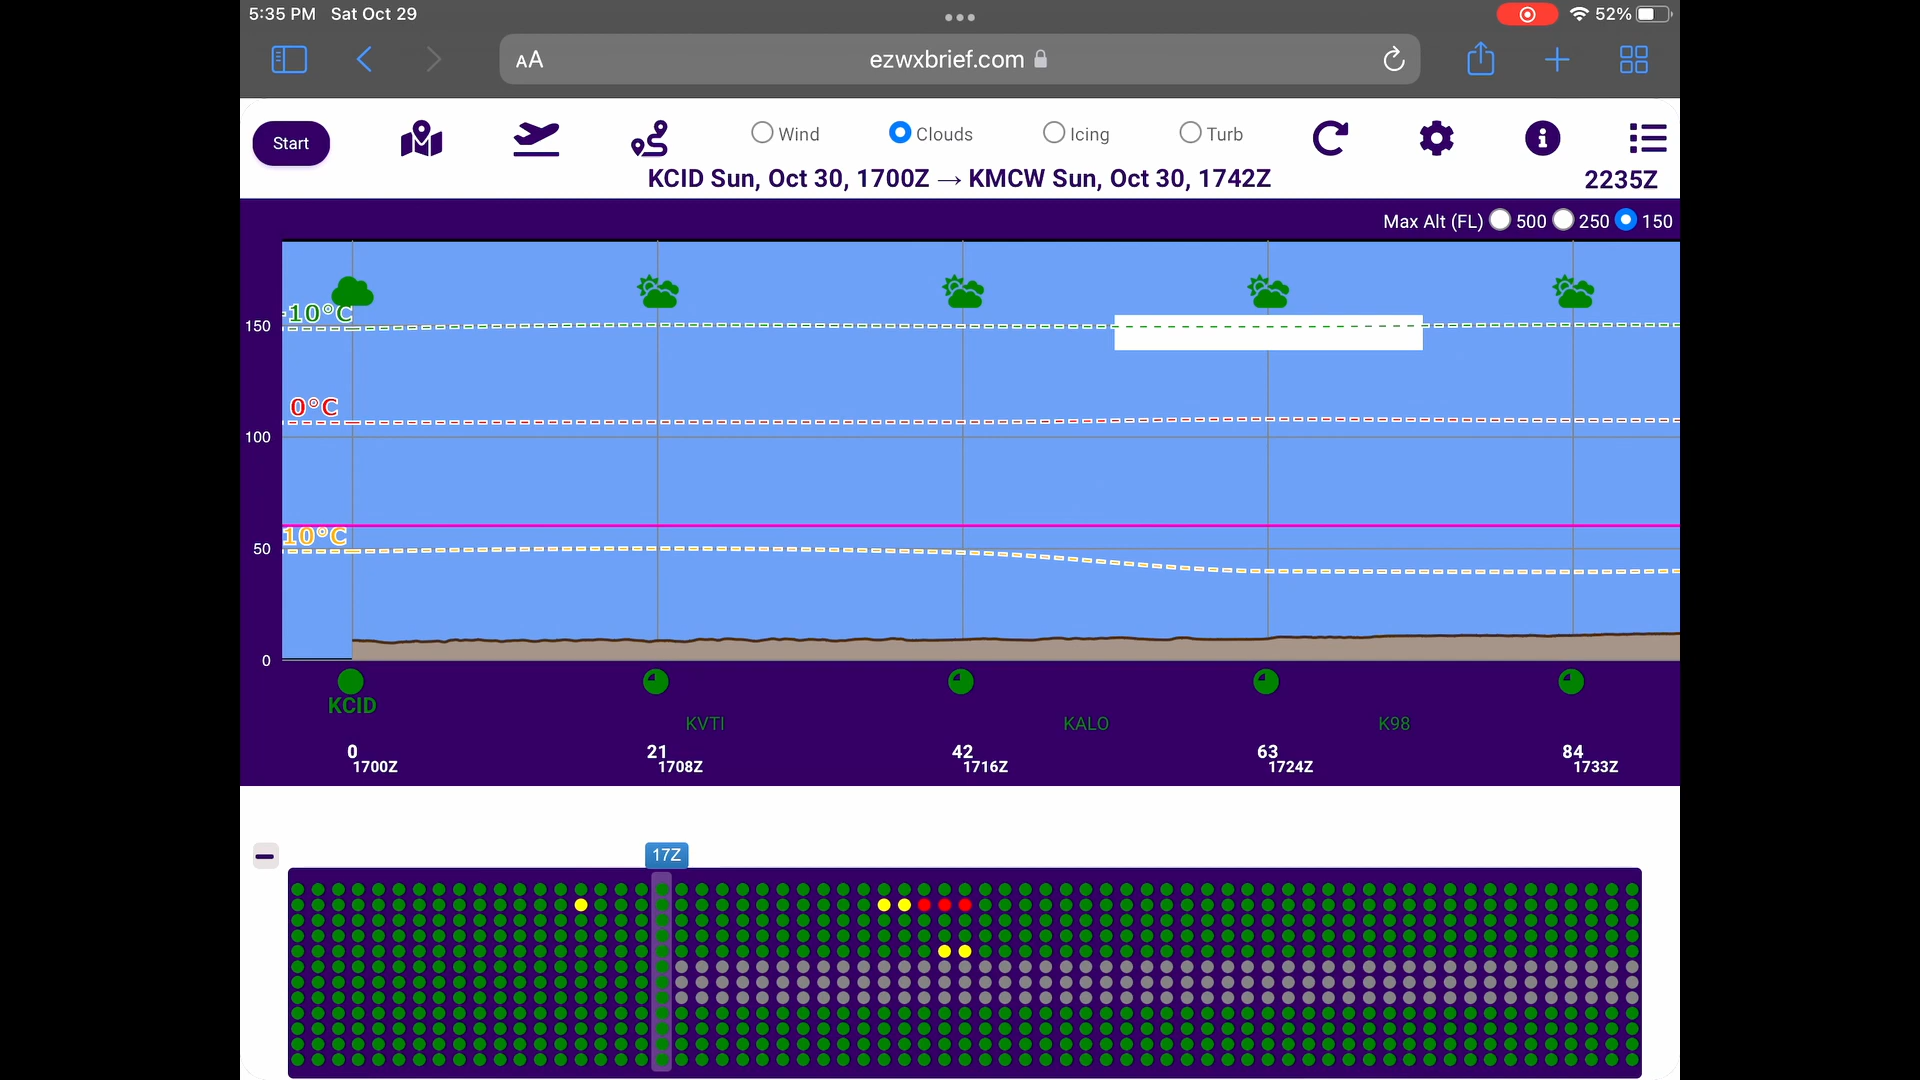 5:35 PM Sat Oct 29
52%
AA
ezwxbrief.com
Start
Wind
Clouds
Icing
Turb
KCID Sun, Oct 30, 1700Z → KMCW Sun, Oct 30, 1742Z
2235Z
Max Alt (FL) 500 250 150
-10°C
150
0°C
100
10°C
50
0
KCID
KVTI
KALO
K98
0 21 42 63 84
1700Z 1708Z 1716Z 1724Z 1733Z
17Z